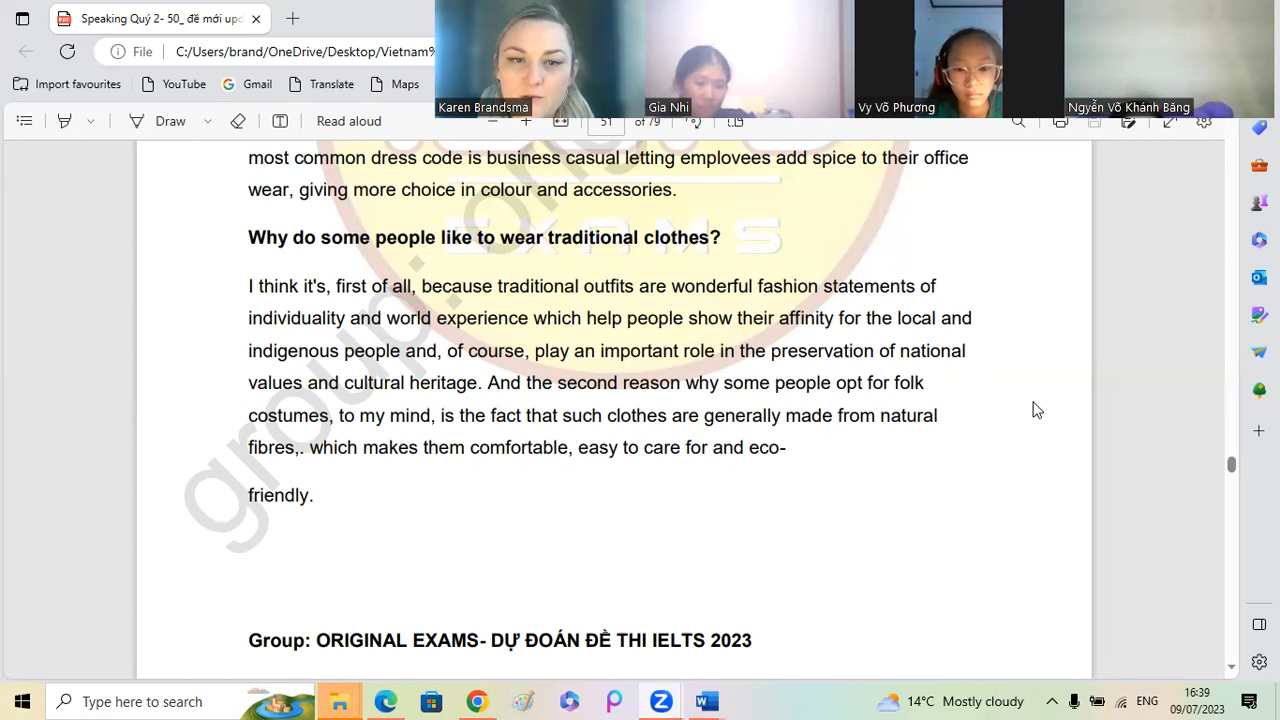 Speaking Quý 2- 50_ đề mới upd
File C:/Users/brand/OneDrive/Desktop/Vietnam%
Import favourites YouTube Gmail Translate Maps
Karen Brandsma Gia Nhi Vy Võ Phương Nguyễn Võ Khánh Băng
Draw Read aloud 51 of 79
most common dress code is business casual letting employees add spice to their office
wear, giving more choice in colour and accessories.
EXAMS
Why do some people like to wear traditional clothes?
I think it's, first of all, because traditional outfits are wonderful fashion statements of
individuality and world experience which help people show their affinity for the local and
indigenous people and, of course, play an important role in the preservation of national
values and cultural heritage. And the second reason why some people opt for folk
costumes, to my mind, is the fact that such clothes are generally made from natural
fibres,. which makes them comfortable, easy to care for and eco-
friendly.
group:
Group: ORIGINAL EXAMS- DỰ ĐOÁN ĐỀ THI IELTS 2023
Type here to search 14°C Mostly cloudy ENG 16:39
09/07/2023